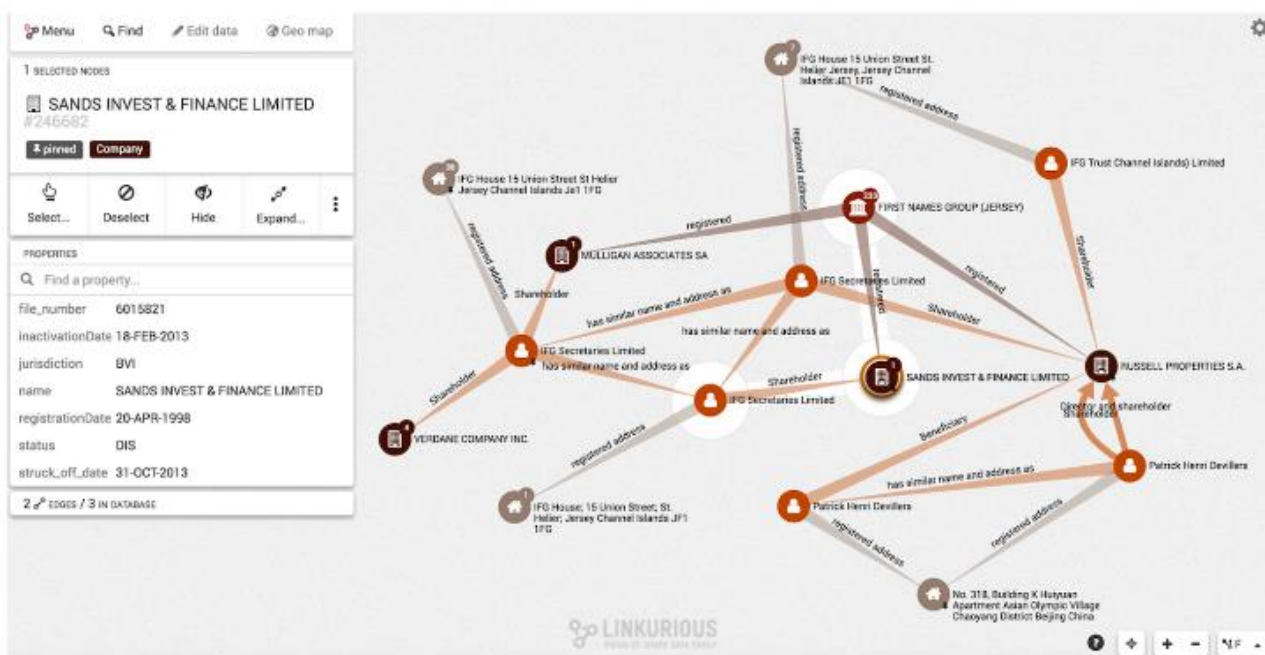 Menu
Find
Edit data
Geo map
1 SELECTED NODES
SANDS INVEST & FINANCE LIMITED
#246682
pinned
Company
Select...
Deselect
Hide
Expand...
PROPERTIES
Find a property...
file_number 6015821
inactivationDate 18-FEB-2013
jurisdiction BVI
name SANDS INVEST & FINANCE LIMITED
registrationDate 20-APR-1998
status DIS
struck_off_date 31-OCT-2013
2 EDGES / 3 IN DATABASE
7
IFG House 15 Union Street St.
Helier Jersey, Jersey Channel
Islands JE1 1FG
registered address
registered address
IFG Trust Channel Islands) Limited
IFG House 15 Union Street St Helier
Jersey Channel Islands Je1 1FG
registered address
FIRST NAMES GROUP (JERSEY)
registered
registered
registered
Shareholder
1
MULLIGAN ASSOCIATES SA
Shareholder
IFG Secretaries Limited
has similar name and address as
has similar name and address as
Shareholder
IFG Secretaries Limited
has similar name and address as
Shareholder
1
SANDS INVEST & FINANCE LIMITED
RUSSELL PROPERTIES S.A.
IFG Secretaries Limited
Shareholder
4
VERDANE COMPANY INC.
registered address
Director and shareholder
Shareholder
Beneficiary
Patrick Henri Devillers
has similar name and address as
Patrick Henri Devillers
1
IFG House; 15 Union Street; St.
Helier; Jersey Channel Islands JF1
1FG
registered address
registered address
No. 318, Building K Huiyuan
Apartment Asian Olympic Village
Chaoyang District Beijing China
LINKURIOUS